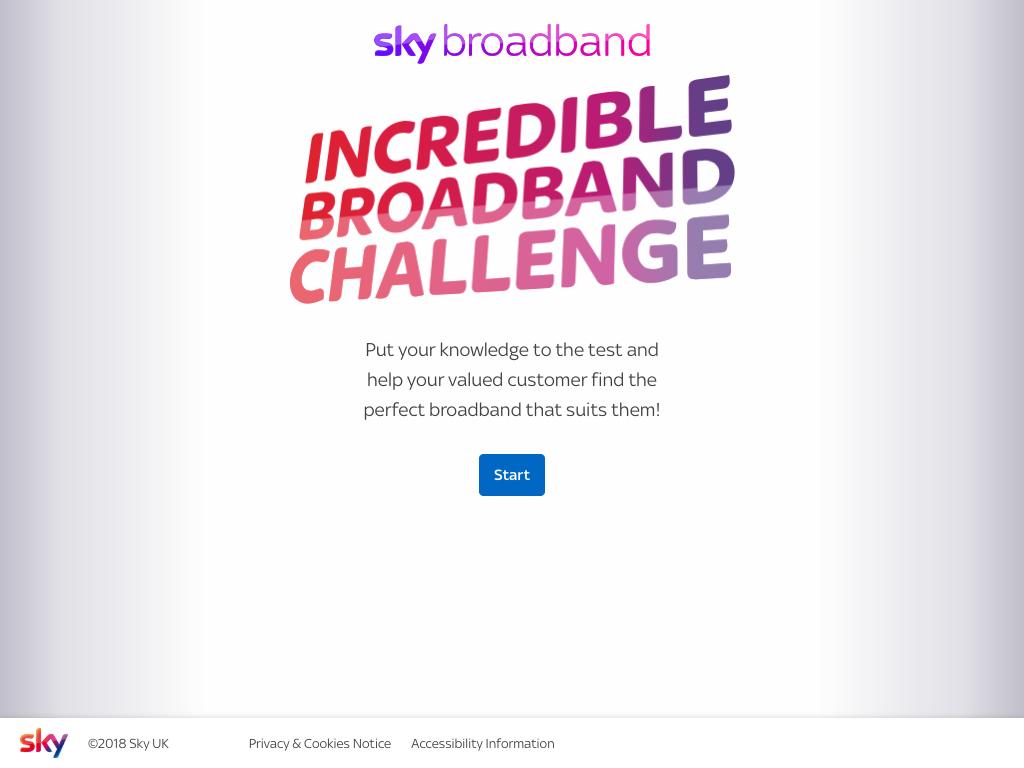 sky broadband
INCREDIBLE
BROADBAND
CHALLENGE
Put your knowledge to the test and
help your valued customer find the
perfect broadband that suits them!
Start
sky ©2018 Sky UK Privacy & Cookies Notice Accessibility Information